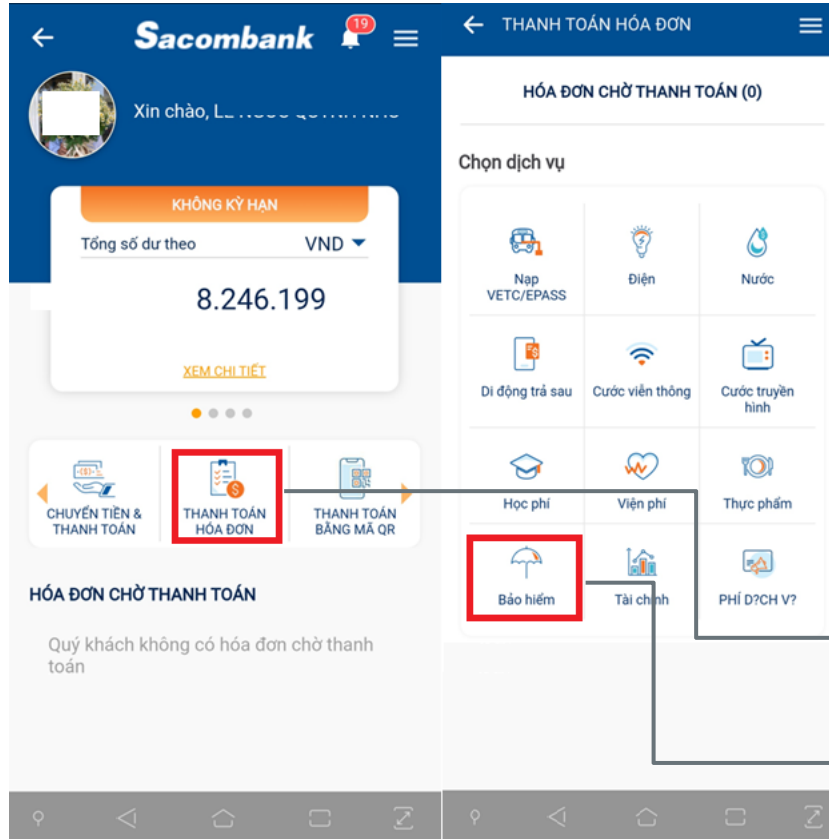 Sacombank
19
Xin chào,
KHÔNG KỲ HẠN
Tổng số dư theo VND
8.246.199
XEM CHI TIẾT
CHUYỂN TIỀN &
THANH TOÁN
THANH TOÁN
HÓA ĐƠN
THANH TOÁN
BẰNG MÃ QR
HÓA ĐƠN CHỜ THANH TOÁN
Quý khách không có hóa đơn chờ thanh
toán
THANH TOÁN HÓA ĐƠN
HÓA ĐƠN CHỜ THANH TOÁN (0)
Chọn dịch vụ
Nạp
VETC/EPASS
Điện
Nước
Di động trả sau
Cước viễn thông
Cước truyền
hình
Học phí
Viện phí
Thực phẩm
Bảo hiểm
Tài chính
PHÍ D?CH V?